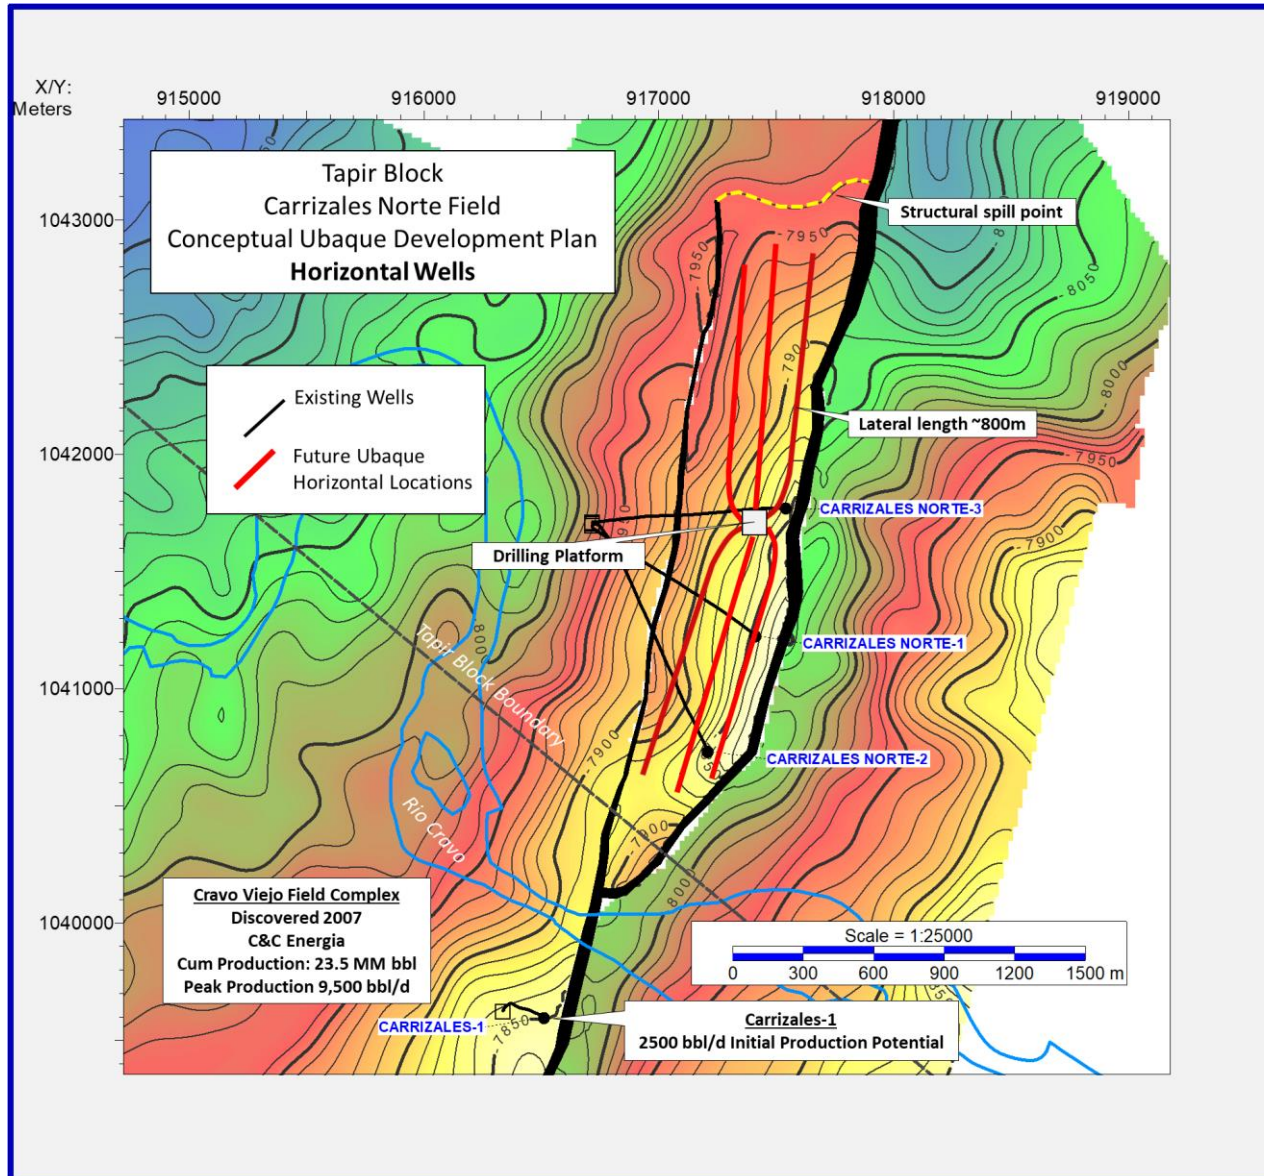 X/Y:
Meters
915000
916000
917000
918000
919000
1043000
1042000
1041000
1040000
Tapir Block
Carrizales Norte Field
Conceptual Ubaque Development Plan
Horizontal Wells
Structural spill point
-7950
-7950
-8050
-7900
-8000
Existing Wells
Future Ubaque
Horizontal Locations
Lateral length ~800m
-7950
CARRIZALES NORTE-3
Drilling Platform
-7900
CARRIZALES NORTE-1
Tapir Block Boundary
CARRIZALES NORTE-2
-7900
Rio Cravo
-7900
8000
Cravo Viejo Field Complex
Discovered 2007
C&C Energia
Cum Production: 23.5 MM bbl
Peak Production 9,500 bbl/d
Scale = 1:25000
0 300 600 900 1200 1500 m
CARRIZALES-1
-7850
Carrizales-1
2500 bbl/d Initial Production Potential